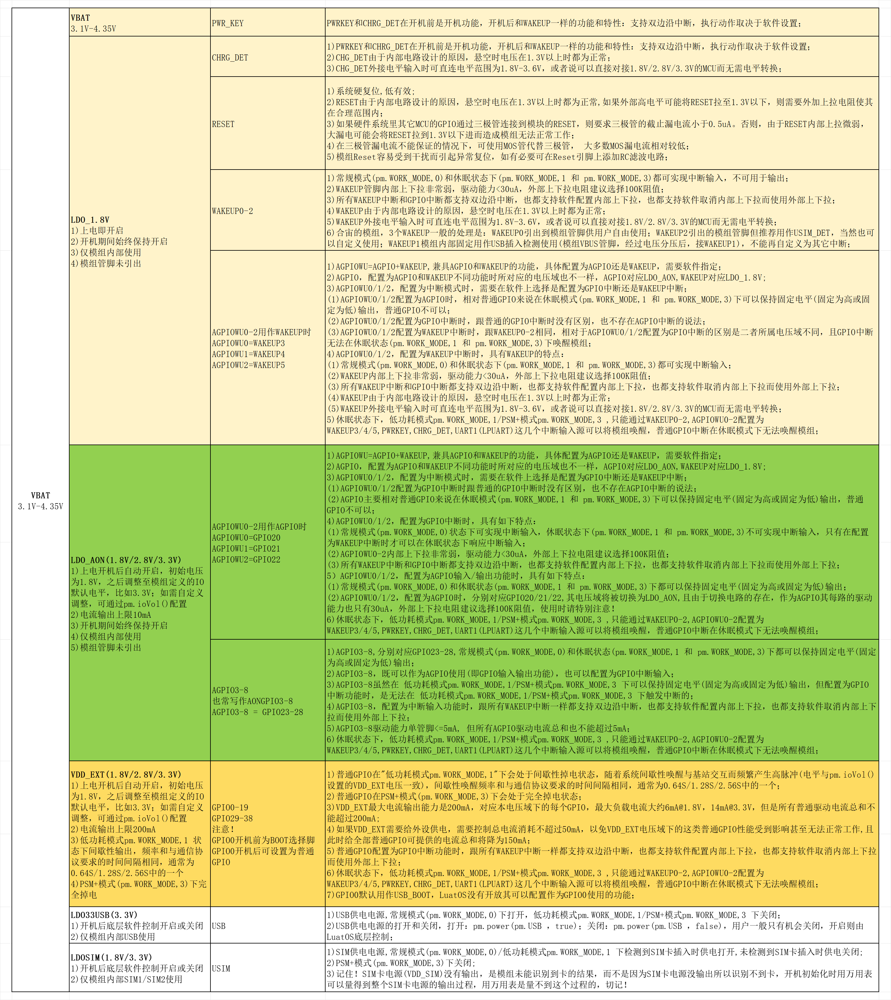 VBAT
3.1V-4.35V
VBAT
3.1V-4.35V
PWR_KEY
PWRKEY和CHRG_DET在开机前是开机功能，开机后和WAKEUP一样的功能和特性：支持双边沿中断，执行动作取决于软件设置；
LDO_1.8V
1)上电即开启
2)开机期间始终保持开启
3)仅模组内部使用
4)模组管脚未引出
CHRG_DET
1)PWRKEY和CHRG_DET在开机前是开机功能，开机后和WAKEUP一样的功能和特性：支持双边沿中断，执行动作取决于软件设置；
2)CHG_DET由于内部电路设计的原因，悬空时电压在1.3V以上时都为正常；
3)CHG_DET外接电平输入时可直连电平范围为1.8V-3.6V，或者说可以直接对接1.8V/2.8V/3.3V的MCU而无需电平转换；
RESET
1)系统硬复位,低有效；
2)RESET由于内部电路设计的原因，悬空时电压在1.3V以上时都为正常,如果外部高电平可能将RESET拉至1.3V以下，则需要外加上拉电阻使其
在合理范围内；
3)如果硬件系统里其它MCU的GPIO通过三极管连接到模块的RESET，则要求三极管的截止漏电流小于0.5uA。否则，由于RESET内部上拉微弱，
大漏电可能会将RESET拉到1.3V以下进而造成模组无法正常工作；
4)在三极管漏电流不能保证的情况下，可使用MOS管代替三极管， 大多数MOS漏电流相对较低；
5)模组Reset容易受到干扰而引起异常复位，如有必要可在Reset引脚上添加RC滤波电路；
WAKEUP0-2
1)常规模式(pm.WORK_MODE,0)和休眠状态下(pm.WORK_MODE,1 和 pm.WORK_MODE,3)都可实现中断输入，不可用于输出；
2)WAKEUP管脚内部上下拉非常弱，驱动能力<30uA，外部上下拉电阻建议选择100K阻值；
3)所有WAKEUP中断和GPIO中断都支持双边沿中断，也都支持软件配置内部上下拉，也都支持软件取消内部上下拉而使用外部上下拉；
4)WAKEUP由于内部电路设计的原因，悬空时电压在1.3V以上时都为正常；
5)WAKEUP外接电平输入时可直连电平范围为1.8V-3.6V，或者说可以直接对接1.8V/2.8V/3.3V的MCU而无需电平转换；
6)合宙的模组，3个WAKEUP一般的处理是：WAKEUP0引出到模组管脚供用户自由使用；WAKEUP2引出的模组管脚但推荐用作USIM_DET，当然也可
以自定义使用；WAKEUP1模组内部固定用作USB插入检测使用(模组VBUS管脚，经过电压分压后，接WAKEUP1)，不能再自定义为其它中断；
AGPIOWU0-2用作WAKEUP时
AGPIOWU0=WAKEUP3
AGPIOWU1=WAKEUP4
AGPIOWU2=WAKEUP5
1)AGPIOWU=AGPIO+WAKEUP,兼具AGPIO和WAKEUP的功能，具体配置为AGPIO还是WAKEUP，需要软件指定；
2)AGPIO，配置为AGPIO和WAKEUP不同功能时所对应的电压域也不一样，AGPIO对应LDO_AON,WAKEUP对应LDO_1.8V;
3)AGPIOWU0/1/2，配置为中断模式时，需要在软件上选择是配置为GPIO中断还是WAKEUP中断；
(1)AGPIOWU0/1/2配置为AGPIO时，相对普通GPIO来说在休眠模式(pm.WORK_MODE,1 和 pm.WORK_MODE,3)下可以保持固定电平(固定为高或固
定为低)输出，普通GPIO不可以；
(2)AGPIOWU0/1/2配置为GPIO中断时，跟普通的GPIO中断时没有区别，也不存在AGPIO中断的说法；
(3)AGPIOWU0/1/2配置为WAKEUP中断时，跟WAKEUP0-2相同，相对于AGPIOWU0/1/2配置为GPIO中断的区别是二者所属电压域不同，且GPIO中断
无法在休眠状态(pm.WORK_MODE,1 和 pm.WORK_MODE,3)下唤醒模组；
4)AGPIOWU0/1/2，配置为WAKEUP中断时，具有WAKEUP的特点：
(1)常规模式(pm.WORK_MODE,0)和休眠状态下(pm.WORK_MODE,1 和 pm.WORK_MODE,3)都可实现中断输入；
(2)WAKEUP内部上下拉非常弱，驱动能力<30uA，外部上下拉电阻建议选择100K阻值；
(3)所有WAKEUP中断和GPIO中断都支持双边沿中断，也都支持软件配置内部上下拉，也都支持软件取消内部上下拉而使用外部上下拉；
(4)WAKEUP由于内部电路设计的原因，悬空时电压在1.3V以上时都为正常；
(5)WAKEUP外接电平输入时可直连电平范围为1.8V-3.6V，或者说可以直接对接1.8V/2.8V/3.3V的MCU而无需电平转换；
5)休眠状态下，低功耗模式pm.WORK_MODE,1/PSM+模式pm.WORK_MODE,3 ,只能通过WAKEUP0-2,AGPIOWU0-2配置为
WAKEUP3/4/5,PWRKEY,CHRG_DET,UART1(LPUART)这几个中断输入源可以将模组唤醒，普通GPIO中断在休眠模式下无法唤醒模组；
LDO_AON(1.8V/2.8V/3.3V)
1)上电开机后自动开启，初始电压
为1.8V，之后调整至模组定义的IO
默认电平，比如3.3V；如需自定义
调整，可通过pm.ioVol()配置
2)电流输出上限10mA
3)开机期间始终保持开启
4)仅模组内部使用
5)模组管脚未引出
AGPIOWU0-2用作AGPIO时
AGPIOWU0=GPIO20
AGPIOWU1=GPIO21
AGPIOWU2=GPIO22
1)AGPIOWU=AGPIO+WAKEUP,兼具AGPIO和WAKEUP的功能，具体配置为AGPIO还是WAKEUP，需要软件指定；
2)AGPIO，配置为AGPIO和WAKEUP不同功能时所对应的电压域也不一样，AGPIO对应LDO_AON,WAKEUP对应LDO_1.8V;
3)AGPIOWU0/1/2，配置为中断模式时，需要在软件上选择是配置为GPIO中断还是WAKEUP中断；
(1)AGPIOWU0/1/2配置为GPIO中断时跟普通的GPIO中断时没有区别，也不存在AGPIO中断的说法；
(2)AGPIO主要相对普通GPIO来说在休眠模式(pm.WORK_MODE,1 和 pm.WORK_MODE,3)下可以保持固定电平(固定为高或固定为低)输出，普通
GPIO不可以；
4)AGPIOWU0/1/2，配置为GPIO中断时，具有如下特点：
(1)常规模式(pm.WORK_MODE,0)状态下可实现中断输入，休眠状态下(pm.WORK_MODE,1 和 pm.WORK_MODE,3)不可实现中断输入，只有在配置
为WAKEUP中断时才可以在休眠状态下响应中断输入；
(2)AGPIOWU0-2内部上下拉非常弱，驱动能力<30uA，外部上下拉电阻建议选择100K阻值；
(3)所有WAKEUP中断和GPIO中断都支持双边沿中断，也都支持软件配置内部上下拉，也都支持软件取消内部上下拉而使用外部上下拉；
5）AGPIOWU0/1/2，配置为AGPIO输入/输出功能时，具有如下特点：
(1)常规模式(pm.WORK_MODE,0)和休眠状态(pm.WORK_MODE,1 和 pm.WORK_MODE,3)下都可以保持固定电平(固定为高或固定为低)输出；
(2)AGPIOWU0/1/2，配置为AGPIO时，分别对应GPIO20/21/22,其电压域将被切换为LDO_AON,且由于切换电路的存在，作为AGPIO其每路的驱动
能力也只有30uA，外部上下拉电阻建议选择100K阻值，使用时请特别注意！
6)休眠状态下，低功耗模式pm.WORK_MODE,1/PSM+模式pm.WORK_MODE,3 ,只能通过WAKEUP0-2,AGPIOWU0-2配置为
WAKEUP3/4/5,PWRKEY,CHRG_DET,UART1(LPUART)这几个中断输入源可以将模组唤醒，普通GPIO中断在休眠模式下无法唤醒模组；
AGPIO3-8
也常写作AONGPIO3-8
AGPIO3-8 = GPIO23-28
1)AGPIO3-8,分别对应GPIO23-28,常规模式(pm.WORK_MODE,0)和休眠状态(pm.WORK_MODE,1 和 pm.WORK_MODE,3)下都可以保持固定电平(固定
为高或固定为低)输出；
2)AGPIO3-8，既可以作为AGPIO使用(即GPIO输入输出功能)，也可以配置为GPIO中断输入；
3)AGPIO3-8虽然在 低功耗模式pm.WORK_MODE,1/PSM+模式pm.WORK_MODE,3 下可以保持固定电平(固定为高或固定为低)输出，但配置为GPIO
中断功能时，是无法在 低功耗模式pm.WORK_MODE,1/PSM+模式pm.WORK_MODE,3 下触发中断的；
4)AGPIO3-8，配置为中断输入功能时，跟所有WAKEUP中断一样都支持双边沿中断，也都支持软件配置内部上下拉，也都支持软件取消内部上下
拉而使用外部上下拉；
5)AGPIO3-8驱动能力单管脚<=5mA, 但所有AGPIO驱动电流总和也不能超过5mA；
6)休眠状态下，低功耗模式pm.WORK_MODE,1/PSM+模式pm.WORK_MODE,3 ,只能通过WAKEUP0-2,AGPIOWU0-2配置为
WAKEUP3/4/5,PWRKEY,CHRG_DET,UART1(LPUART)这几个中断输入源可以将模组唤醒，普通GPIO中断在休眠模式下无法唤醒模组；
VDD_EXT(1.8V/2.8V/3.3V)
1)上电开机后自动开启，初始电压
为1.8V，之后调整至模组定义的IO
默认电平，比如3.3V；如需自定义
调整，可通过pm.ioVol()配置
2)电流输出上限200mA
3)低功耗模式pm.WORK_MODE,1 状
态下间歇性输出，频率和与通信协
议要求的时间间隔相同，通常为
0.64S/1.28S/2.56S中的一个
4)PSM+模式(pm.WORK_MODE,3)下完
全掉电
GPIO0-19
GPIO29-38
注意！
GPIO0开机前为BOOT选择脚
GPIO0开机后可设置为普通
GPIO
1)普通GPIO在"低功耗模式pm.WORK_MODE,1"下会处于间歇性掉电状态，随着系统间歇性唤醒与基站交互而频繁产生高脉冲(电平与pm.ioVol()
设置的VDD_EXT电压一致)，间歇性唤醒频率和与通信协议要求的时间间隔相同，通常为0.64S/1.28S/2.56S中的一个；
2)普通GPIO在PSM+模式(pm.WORK_MODE,3)下会处于完全掉电状态；
3)VDD_EXT最大电流输出能力是200mA，对应本电压域下的每个GPIO，最大负载电流大约6mA@1.8V，14mA@3.3V，但是所有普通驱动电流总和不
能超过200mA;
4)如果VDD_EXT需要给外设供电，需要控制总电流消耗不超过50mA，以免VDD_EXT电压域下的这类普通GPIO性能受到影响甚至无法正常工作,且
此时给全部普通GPIO可提供的电流总和将降为150mA；
5)普通GPIO配置为GPIO中断功能时，跟所有WAKEUP中断一样都支持双边沿中断，也都支持软件配置内部上下拉，也都支持软件取消内部上下拉
而使用外部上下拉；
6)休眠状态下，低功耗模式pm.WORK_MODE,1/PSM+模式pm.WORK_MODE,3 ,只能通过WAKEUP0-2,AGPIOWU0-2配置为
WAKEUP3/4/5,PWRKEY,CHRG_DET,UART1(LPUART)这几个中断输入源可以将模组唤醒，普通GPIO中断在休眠模式下无法唤醒模组；
7)GPIO0默认用作USB_BOOT，LuatOS没有开放其可以配置作为GPIO0使用的功能；
LDO33USB(3.3V)
1)开机后底层软件控制开启或关闭
2)仅模组内部USB使用
USB
1)USB供电电源,常规模式(pm.WORK_MODE,0)下打开，低功耗模式pm.WORK_MODE,1/PSM+模式pm.WORK_MODE,3 下关闭；
2)USB供电电源的打开和关闭，打开：pm.power(pm.USB , true)；关闭：pm.power(pm.USB , false)，用户一般只有机会关闭，开启则由
LuatOS底层控制；
LDOSIM(1.8V/3.3V)
1)开机后底层软件控制开启或关闭
2)仅模组内部SIM1/SIM2使用
USIM
1)SIM供电电源,常规模式(pm.WORK_MODE,0)/低功耗模式pm.WORK_MODE,1 下检测到SIM卡插入时供电打开,未检测到SIM卡插入时供电关闭;
2)PSM+模式(pm.WORK_MODE,3)下关闭;
3)记住！SIM卡电源(VDD_SIM)没有输出，是模组未能识别到卡的结果，而不是因为SIM卡电源没输出所以识别不到卡，开机初始化时用万用表
可以量得到整个SIM卡电源的输出过程，用万用表是量不到这个过程的，切记！